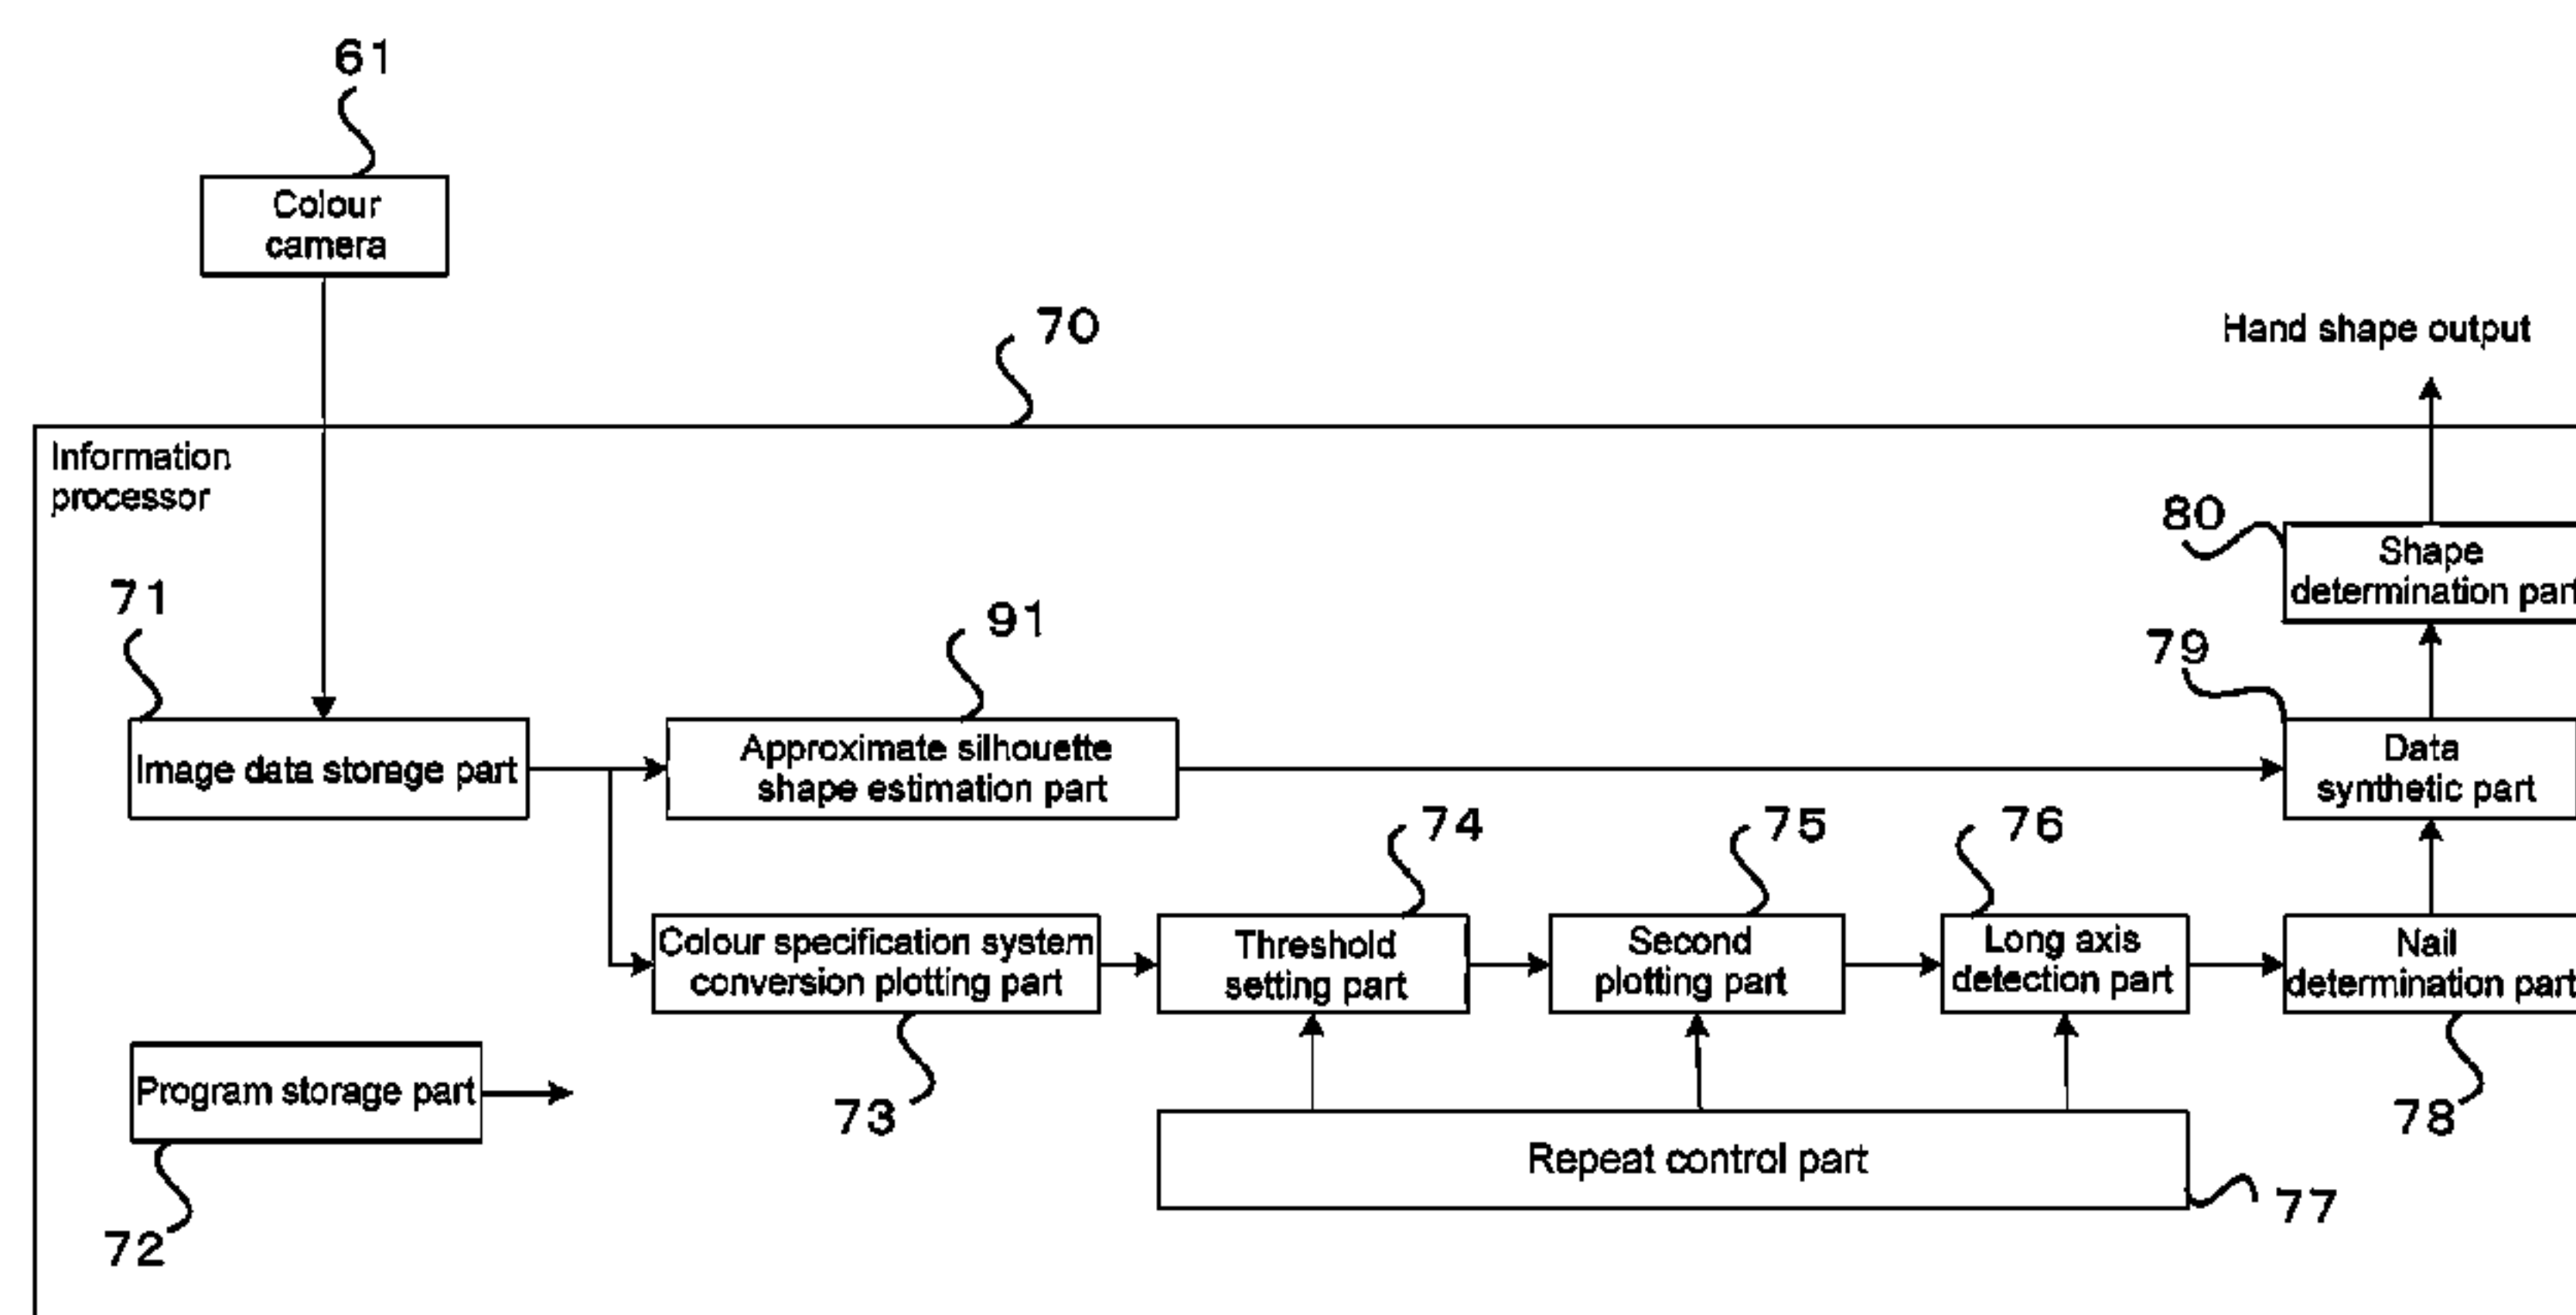 61
Colour
camera
70
Hand shape output
Information
processor
80
Shape
determination part
71
91
79
Image data storage part
Approximate silhouette
shape estimation part
Data
synthetic part
74
75
76
Colour specification system
conversion plotting part
Threshold
setting part
Second
plotting part
Long axis
detection part
Nail
determination part
Program storage part
73
78
Repeat control part
77
72